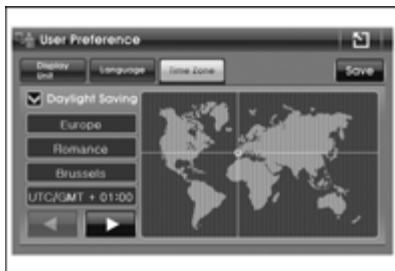 User Preference
Display Unit
Language
Time Zone
Save
Daylight Saving
Europe
Romance
Brussels
UTC/GMT + 01:00